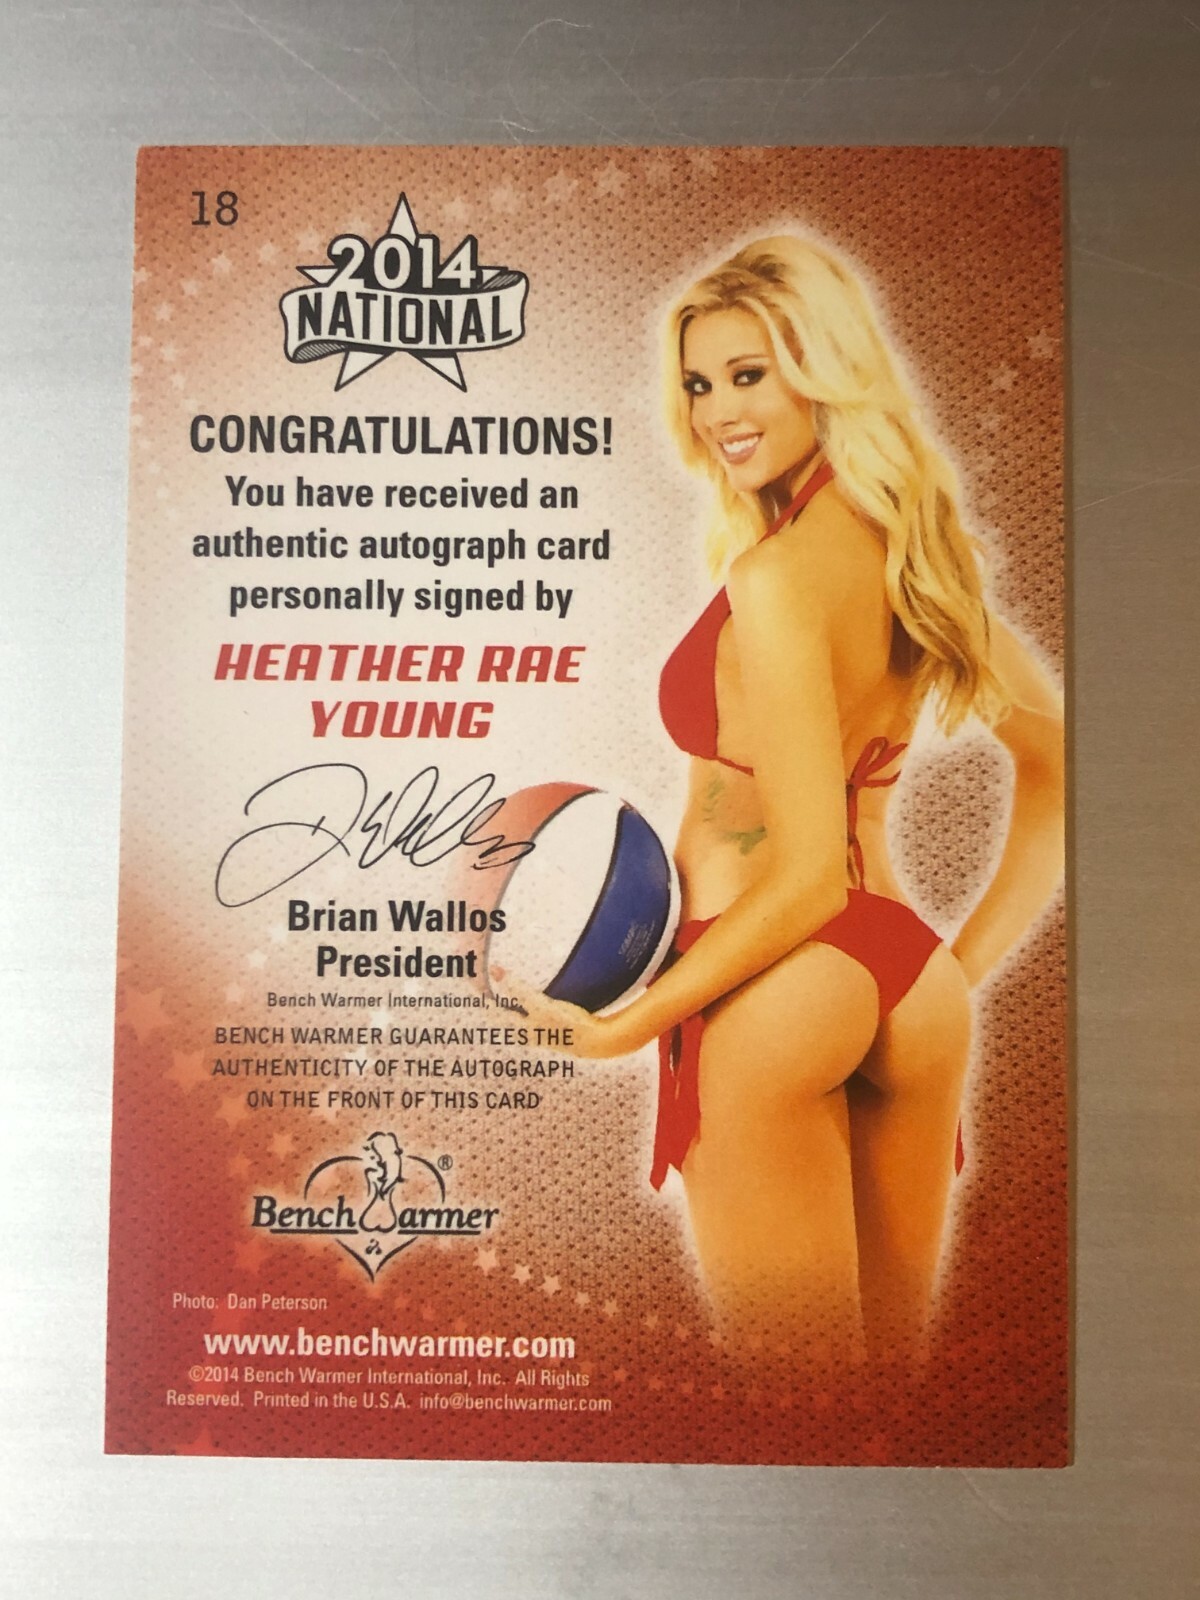 18
2014
NATIONAL
CONGRATULATIONS!
You have received an
authentic autograph card
personally signed by
HEATHER RAE
YOUNG
Brian Wallos
President
Bench Warmer International, Inc.
BENCH WARMER GUARANTEES THE
AUTHENTICITY OF THE AUTOGRAPH
ON THE FRONT OF THIS CARD
BenchWarmer®
Photo: Dan Peterson
www.benchwarmer.com
©2014 Bench Warmer International, Inc. All Rights
Reserved. Printed in the U.S.A. info@benchwarmer.com